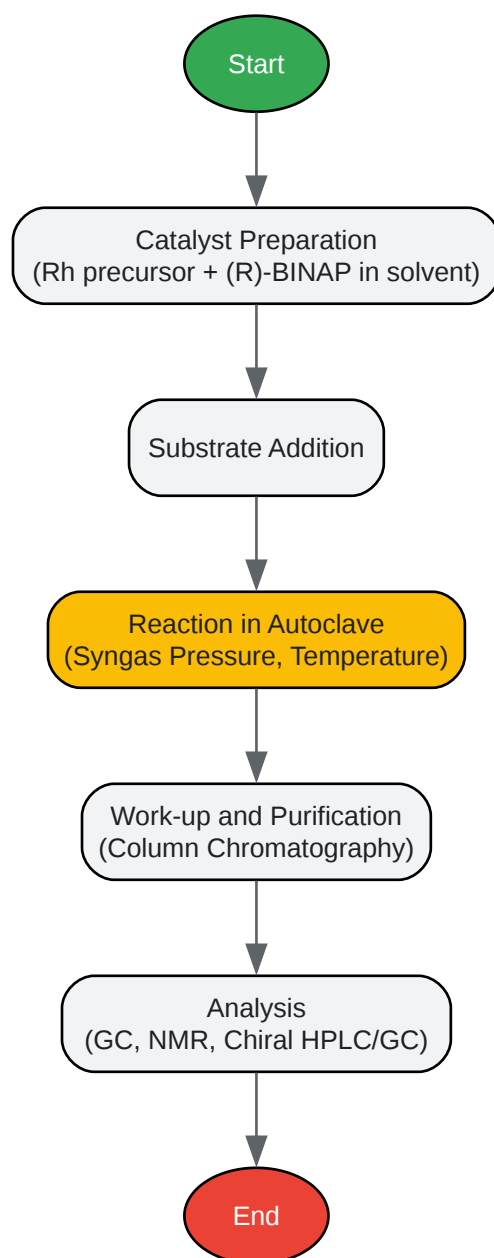 Start
Catalyst Preparation
(Rh precursor + (R)-BINAP in solvent)
Substrate Addition
Reaction in Autoclave
(Syngas Pressure, Temperature)
Work-up and Purification
(Column Chromatography)
Analysis
(GC, NMR, Chiral HPLC/GC)
End